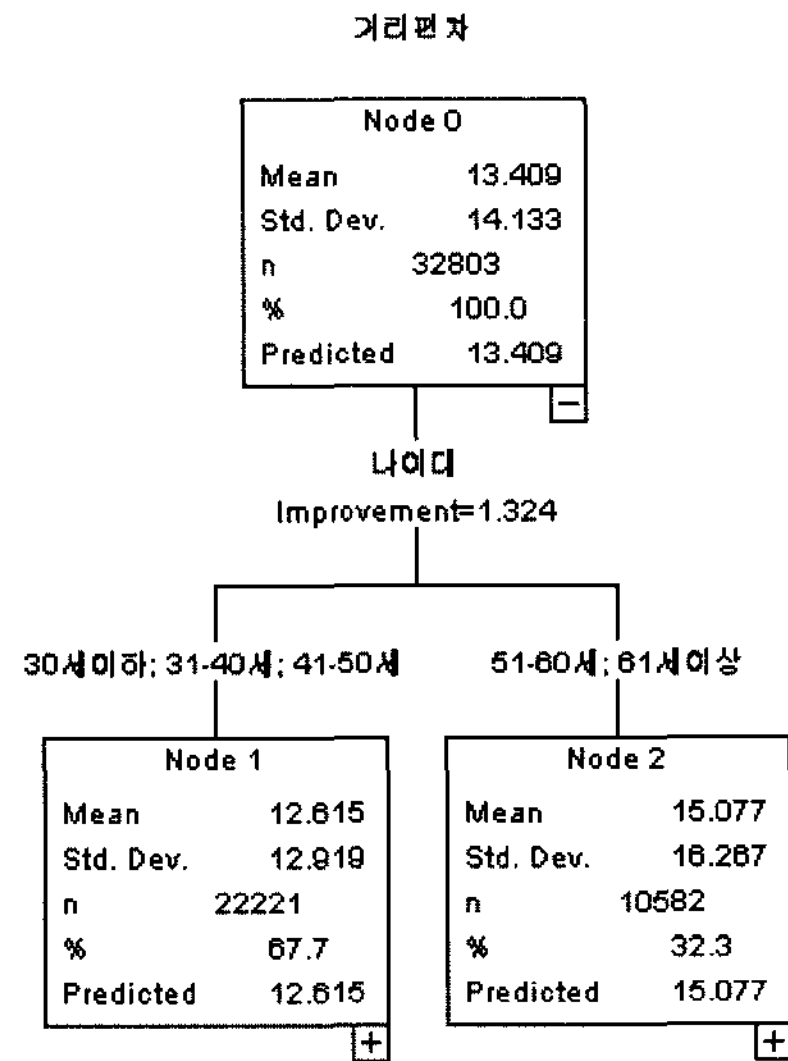 거리편차
Node 0
Mean 13.409
Std. Dev. 14.133
n 32803
% 100.0
Predicted 13.409
나이대
Improvement=1.324
30세이하; 31-40세; 41-50세
51-60세; 61세이상
Node 1
Mean 12.615
Std. Dev. 12.919
n 22221
% 67.7
Predicted 12.615
Node 2
Mean 15.077
Std. Dev. 16.267
n 10582
% 32.3
Predicted 15.077